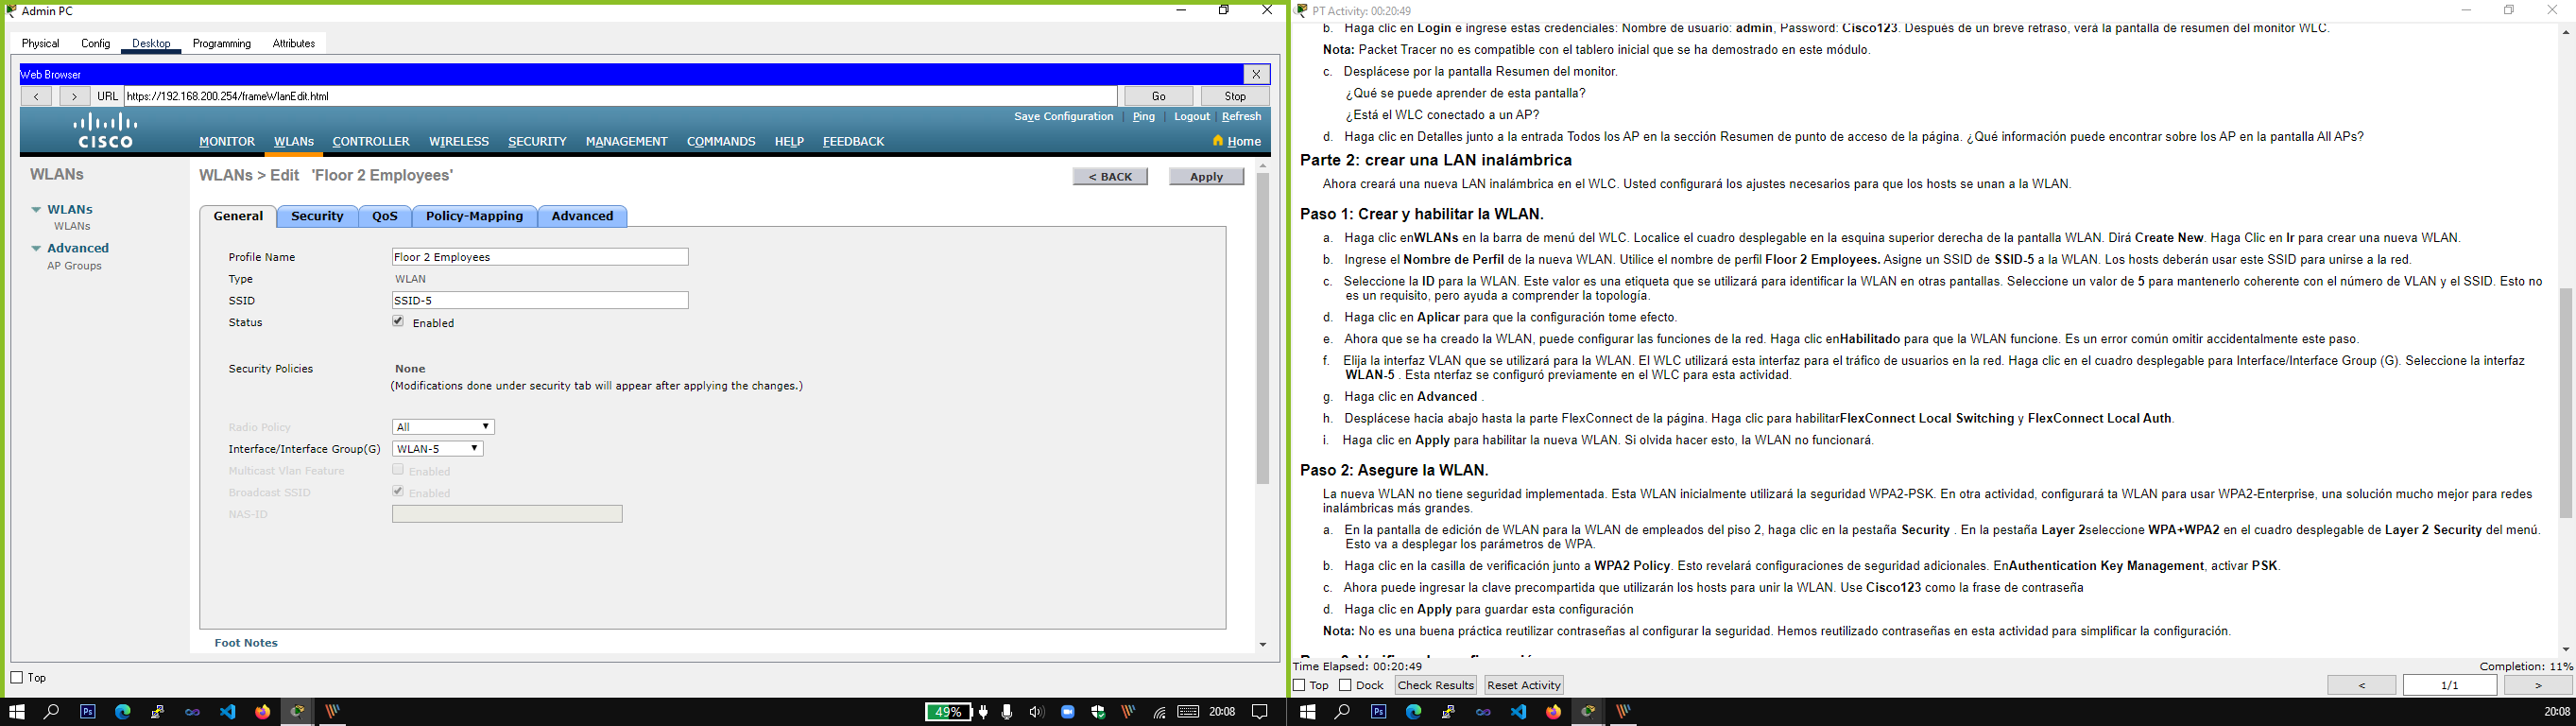 Admin PC
Physical Config Desktop Programming Attributes
Web Browser X
< > URL https://192.168.200.254/frameWlanEdit.html Go Stop
Save Configuration | Ping | Logout | Refresh
CISCO
MONITOR WLANs CONTROLLER WIRELESS SECURITY MANAGEMENT COMMANDS HELP FEEDBACK Home
WLANs
WLANs
WLANs
Advanced
AP Groups
WLANs > Edit 'Floor 2 Employees' < BACK Apply
General Security QoS Policy-Mapping Advanced
Profile Name Floor 2 Employees
Type WLAN
SSID SSID-5
Status Enabled
Security Policies None
(Modifications done under security tab will appear after applying the changes.)
Radio Policy All
Interface/Interface Group(G) WLAN-5
Multicast Vlan Feature Enabled
Broadcast SSID Enabled
NAS-ID
Foot Notes
Top
49% 20:08
PT Activity: 00:20:49
b. Haga clic en Login e ingrese estas credenciales: Nombre de usuario: admin, Password: Cisco123. Después de un breve retraso, verá la pantalla de resumen del monitor WLC.
Nota: Packet Tracer no es compatible con el tablero inicial que se ha demostrado en este módulo.
c. Desplácese por la pantalla Resumen del monitor.
¿Qué se puede aprender de esta pantalla?
¿Está el WLC conectado a un AP?
d. Haga clic en Detalles junto a la entrada Todos los AP en la sección Resumen de punto de acceso de la página. ¿Qué información puede encontrar sobre los AP en la pantalla All APs?
Parte 2: crear una LAN inalámbrica
Ahora creará una nueva LAN inalámbrica en el WLC. Usted configurará los ajustes necesarios para que los hosts se unan a la WLAN.
Paso 1: Crear y habilitar la WLAN.
a. Haga clic enWLANs en la barra de menú del WLC. Localice el cuadro desplegable en la esquina superior derecha de la pantalla WLAN. Dirá Create New. Haga Clic en Ir para crear una nueva WLAN.
b. Ingrese el Nombre de Perfil de la nueva WLAN. Utilice el nombre de perfil Floor 2 Employees. Asigne un SSID de SSID-5 a la WLAN. Los hosts deberán usar este SSID para unirse a la red.
c. Seleccione la ID para la WLAN. Este valor es una etiqueta que se utilizará para identificar la WLAN en otras pantallas. Seleccione un valor de 5 para mantenerlo coherente con el número de VLAN y el SSID. Esto no
es un requisito, pero ayuda a comprender la topología.
d. Haga clic en Aplicar para que la configuración tome efecto.
e. Ahora que se ha creado la WLAN, puede configurar las funciones de la red. Haga clic enHabilitado para que la WLAN funcione. Es un error común omitir accidentalmente este paso.
f. Elija la interfaz VLAN que se utilizará para la WLAN. El WLC utilizará esta interfaz para el tráfico de usuarios en la red. Haga clic en el cuadro desplegable para Interface/Interface Group (G). Seleccione la interfaz
WLAN-5 . Esta nterfaz se configuró previamente en el WLC para esta actividad.
g. Haga clic en Advanced .
h. Desplácese hacia abajo hasta la parte FlexConnect de la página. Haga clic para habilitarFlexConnect Local Switching y FlexConnect Local Auth.
i. Haga clic en Apply para habilitar la nueva WLAN. Si olvida hacer esto, la WLAN no funcionará.
Paso 2: Asegure la WLAN.
La nueva WLAN no tiene seguridad implementada. Esta WLAN inicialmente utilizará la seguridad WPA2-PSK. En otra actividad, configurará ta WLAN para usar WPA2-Enterprise, una solución mucho mejor para redes
inalámbricas más grandes.
a. En la pantalla de edición de WLAN para la WLAN de empleados del piso 2, haga clic en la pestaña Security . En la pestaña Layer 2seleccione WPA+WPA2 en el cuadro desplegable de Layer 2 Security del menú.
Esto va a desplegar los parámetros de WPA.
b. Haga clic en la casilla de verificación junto a WPA2 Policy. Esto revelará configuraciones de seguridad adicionales. EnAuthentication Key Management, activar PSK.
c. Ahora puede ingresar la clave precompartida que utilizarán los hosts para unir la WLAN. Use Cisco123 como la frase de contraseña
d. Haga clic en Apply para guardar esta configuración
Nota: No es una buena práctica reutilizar contraseñas al configurar la seguridad. Hemos reutilizado contraseñas en esta actividad para simplificar la configuración.
Time Elapsed: 00:20:49 Completion: 11%
Top Dock Check Results Reset Activity < 1/1 >
20:08